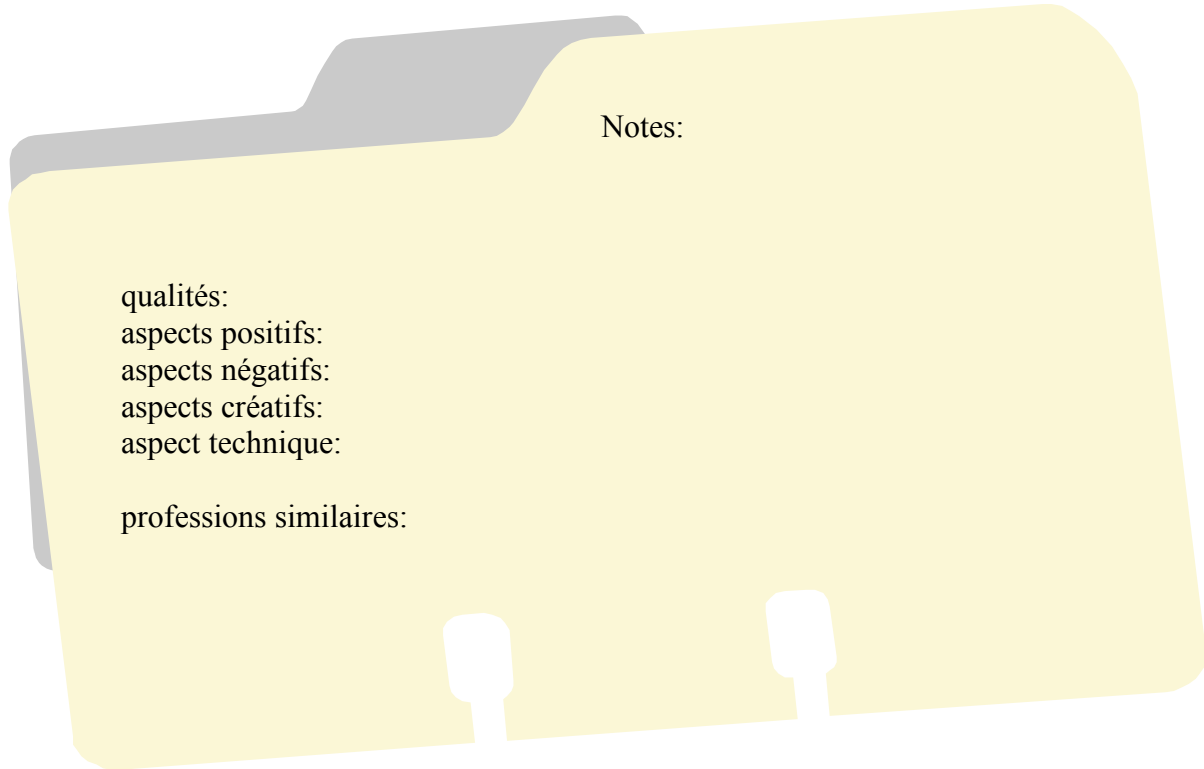 Notes:
qualités:
aspects positifs:
aspects négatifs:
aspects créatifs:
aspect technique:
professions similaires: